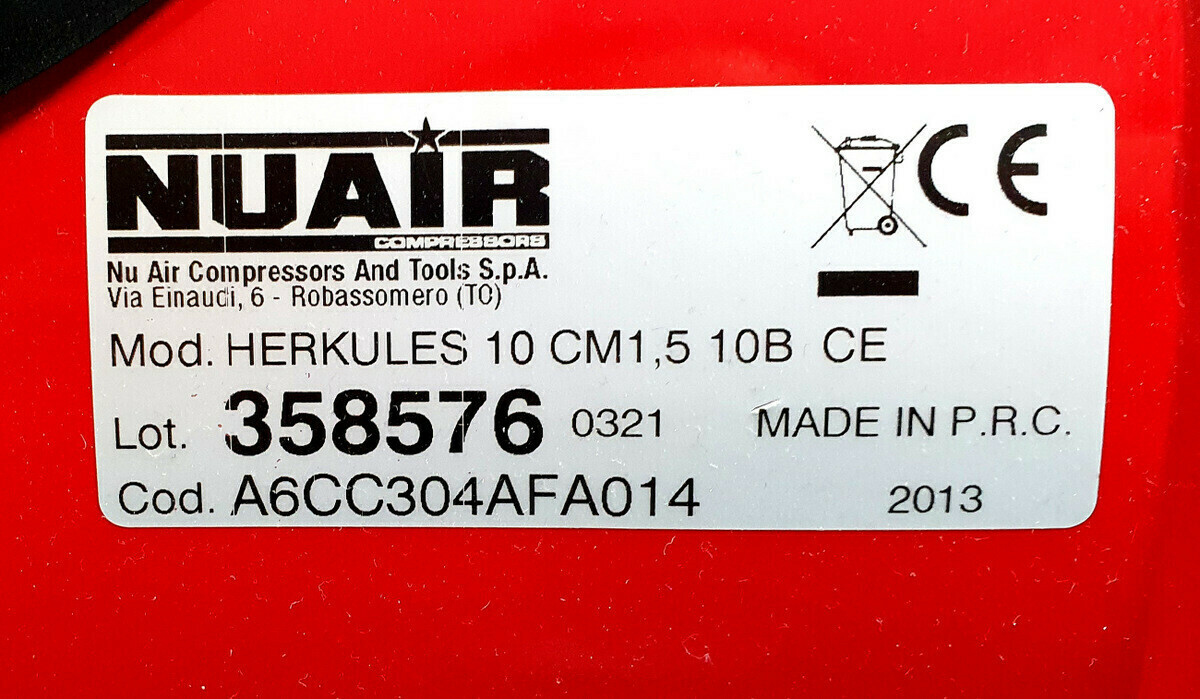 NUAIR
COMPRESSORS
CE
Nu Air Compressors And Tools S.p.A.
Via Einaudi, 6 - Robassomero (TO)
Mod. HERKULES 10 CM1,5 10B CE
Lot. 358576 0321 MADE IN P.R.C.
Cod. A6CC304AFA014 2013